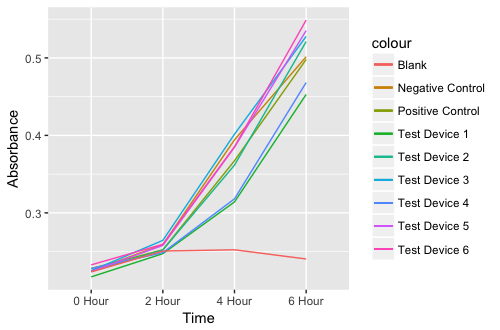 Absorbance
0.5
0.4
0.3
0 Hour 2 Hour 4 Hour 6 Hour
Time
colour
Blank
Negative Control
Positive Control
Test Device 1
Test Device 2
Test Device 3
Test Device 4
Test Device 5
Test Device 6